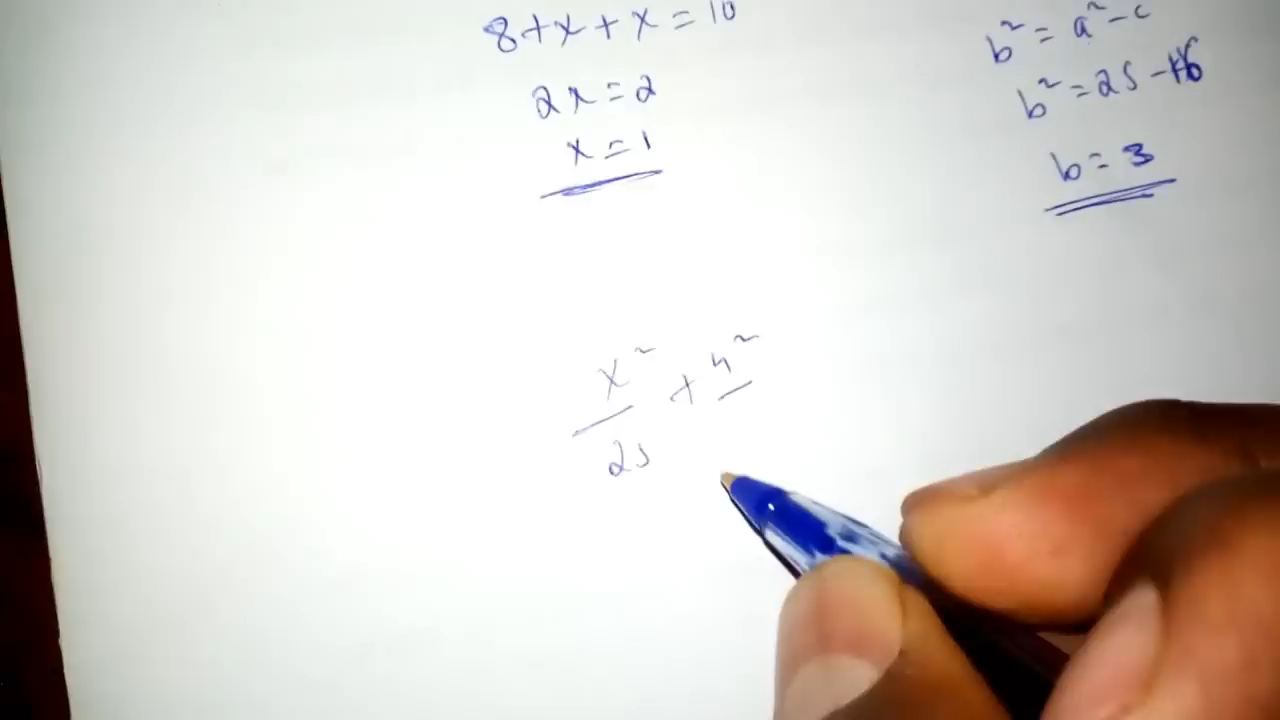 8+x+x=10
2x=2
x=1
b²=a²-c
b²=25-16
b=3
x²/25 + y²